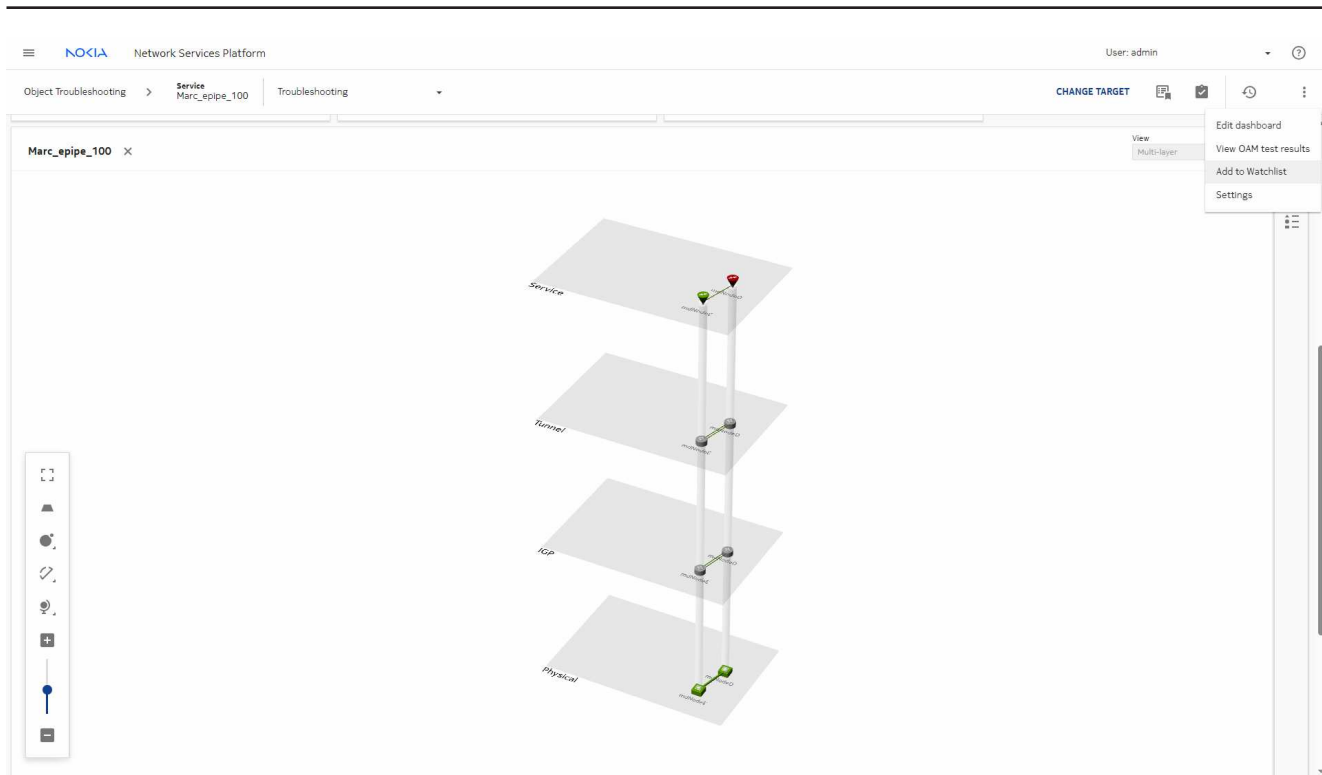 NOKIA Network Services Platform User: admin
Object Troubleshooting > Service
Marc_epipe_100 Troubleshooting CHANGE TARGET
Edit dashboard
View OAM test results
Add to Watchlist
Settings
Marc_epipe_100 ×
View
Multi-layer
Service
Tunnel
IGP
Physical